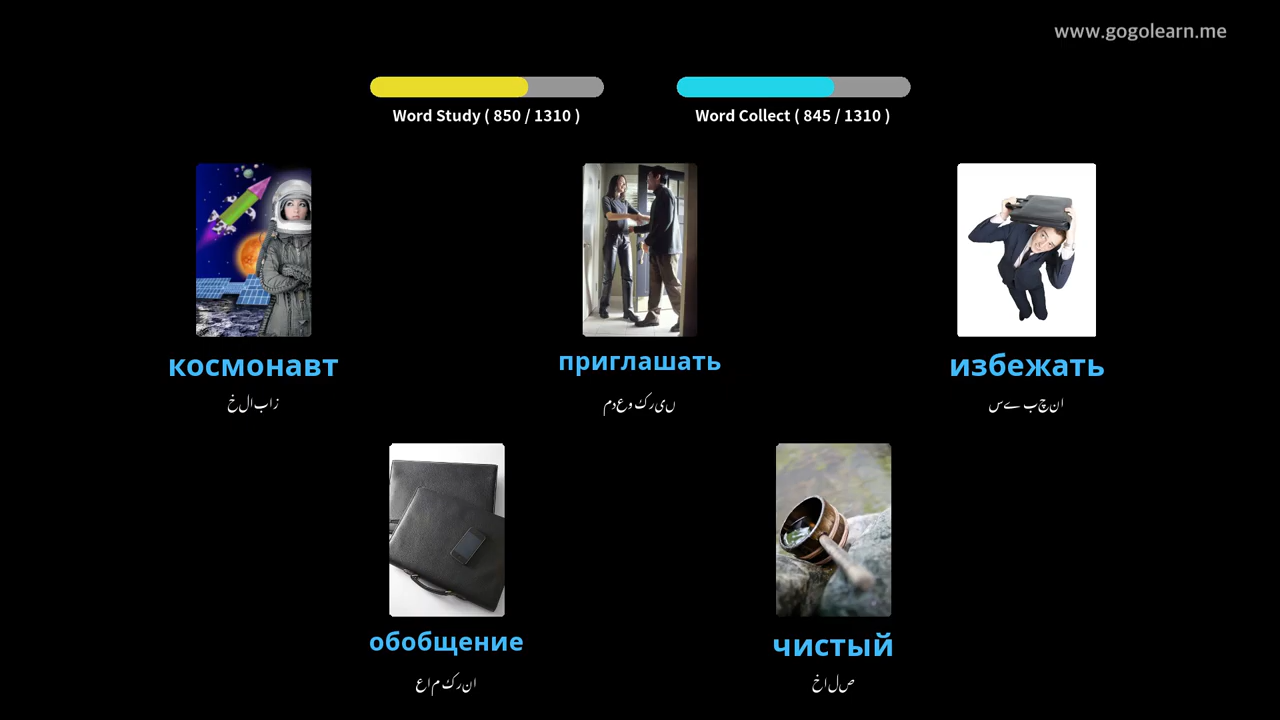 www.gogolearn.me
Word Study ( 850 / 1310 )
Word Collect ( 845 / 1310 )
космонавт
خلاباز
приглашать
مدعو کریں
избежать
سے بچنا
обобщение
عام کرنا
чистый
خالص